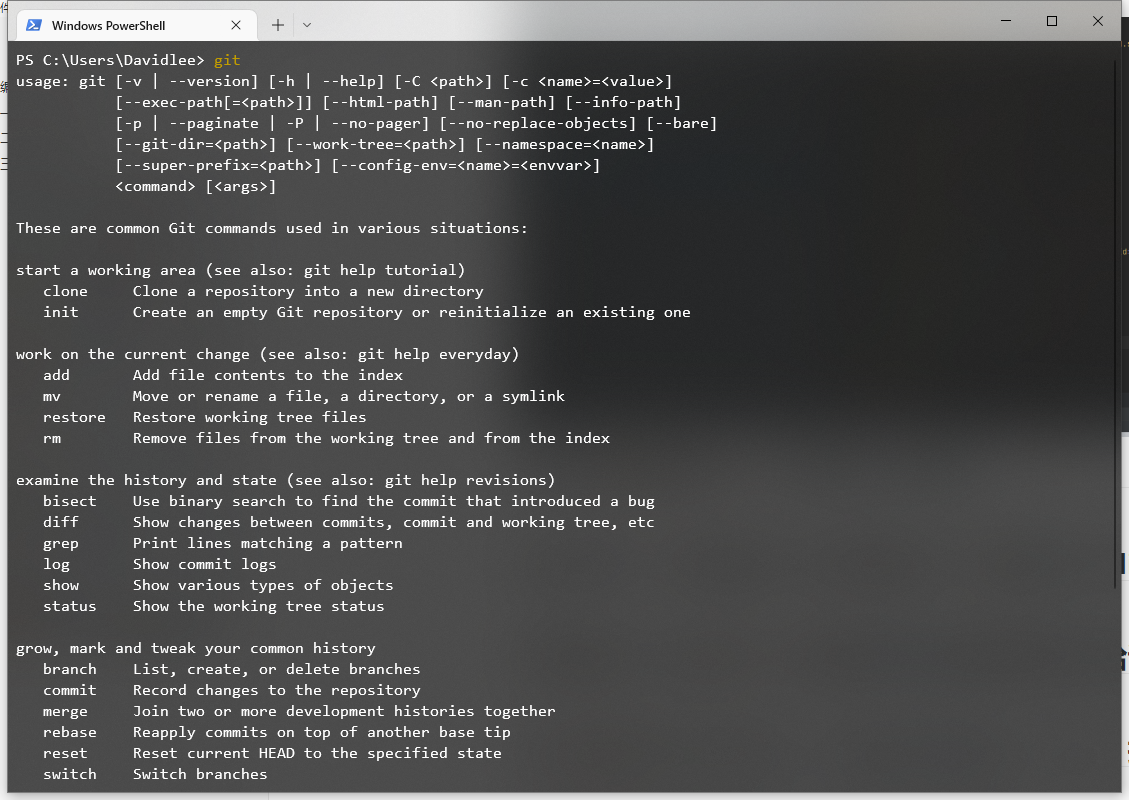 Windows PowerShell
PS C:\Users\Davidlee> git
usage: git [-v | --version] [-h | --help] [-C <path>] [-c <name>=<value>]
           [--exec-path[=<path>]] [--html-path] [--man-path] [--info-path]
           [-p | --paginate | -P | --no-pager] [--no-replace-objects] [--bare]
           [--git-dir=<path>] [--work-tree=<path>] [--namespace=<name>]
           [--super-prefix=<path>] [--config-env=<name>=<envvar>]
           <command> [<args>]

These are common Git commands used in various situations:

start a working area (see also: git help tutorial)
   clone     Clone a repository into a new directory
   init      Create an empty Git repository or reinitialize an existing one

work on the current change (see also: git help everyday)
   add       Add file contents to the index
   mv        Move or rename a file, a directory, or a symlink
   restore   Restore working tree files
   rm        Remove files from the working tree and from the index

examine the history and state (see also: git help revisions)
   bisect    Use binary search to find the commit that introduced a bug
   diff      Show changes between commits, commit and working tree, etc
   grep      Print lines matching a pattern
   log       Show commit logs
   show      Show various types of objects
   status    Show the working tree status

grow, mark and tweak your common history
   branch    List, create, or delete branches
   commit    Record changes to the repository
   merge     Join two or more development histories together
   rebase    Reapply commits on top of another base tip
   reset     Reset current HEAD to the specified state
   switch    Switch branches